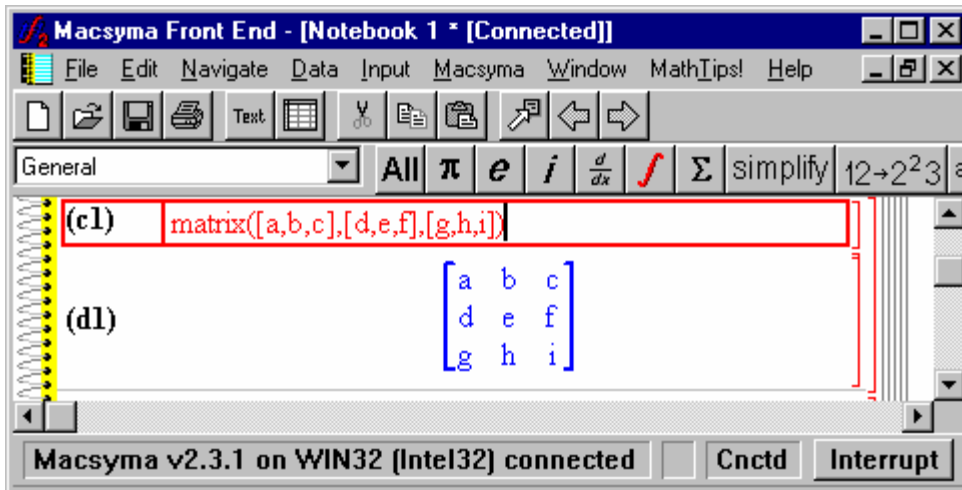 Macsyma Front End - [Notebook 1 * [Connected]]
File Edit Navigate Data Input Macsyma Window MathTips! Help
Text
General All π e i d/dx ∫ Σ simplify 12→2²3 a
(c1) matrix([a,b,c],[d,e,f],[g,h,i])
a b c
d e f
(d1)
g h i
Macsyma v2.3.1 on WIN32 (Intel32) connected Cnctd Interrupt